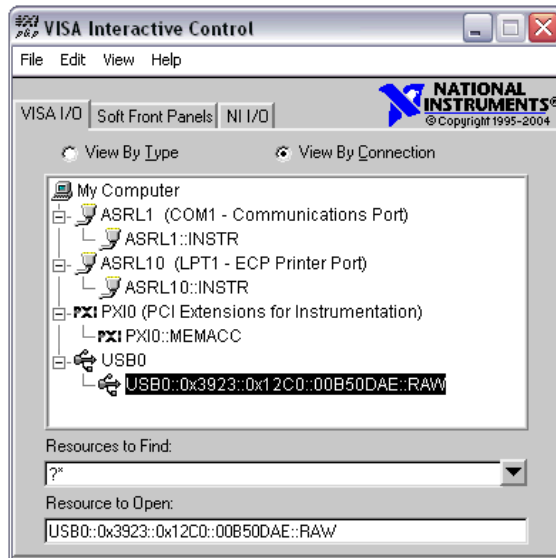 VISA Interactive Control
File Edit View Help
NATIONAL INSTRUMENTS®
© Copyright 1995-2004
VISA I/O Soft Front Panels NI I/O
View By Type View By Connection
My Computer
ASRL1 (COM1 - Communications Port)
ASRL1::INSTR
ASRL10 (LPT1 - ECP Printer Port)
ASRL10::INSTR
PXI PXI0 (PCI Extensions for Instrumentation)
PXI PXI0::MEMACC
USB0
USB0::0x3923::0x12C0::00B50DAE::RAW
Resources to Find:
?*
Resource to Open:
USB0::0x3923::0x12C0::00B50DAE::RAW